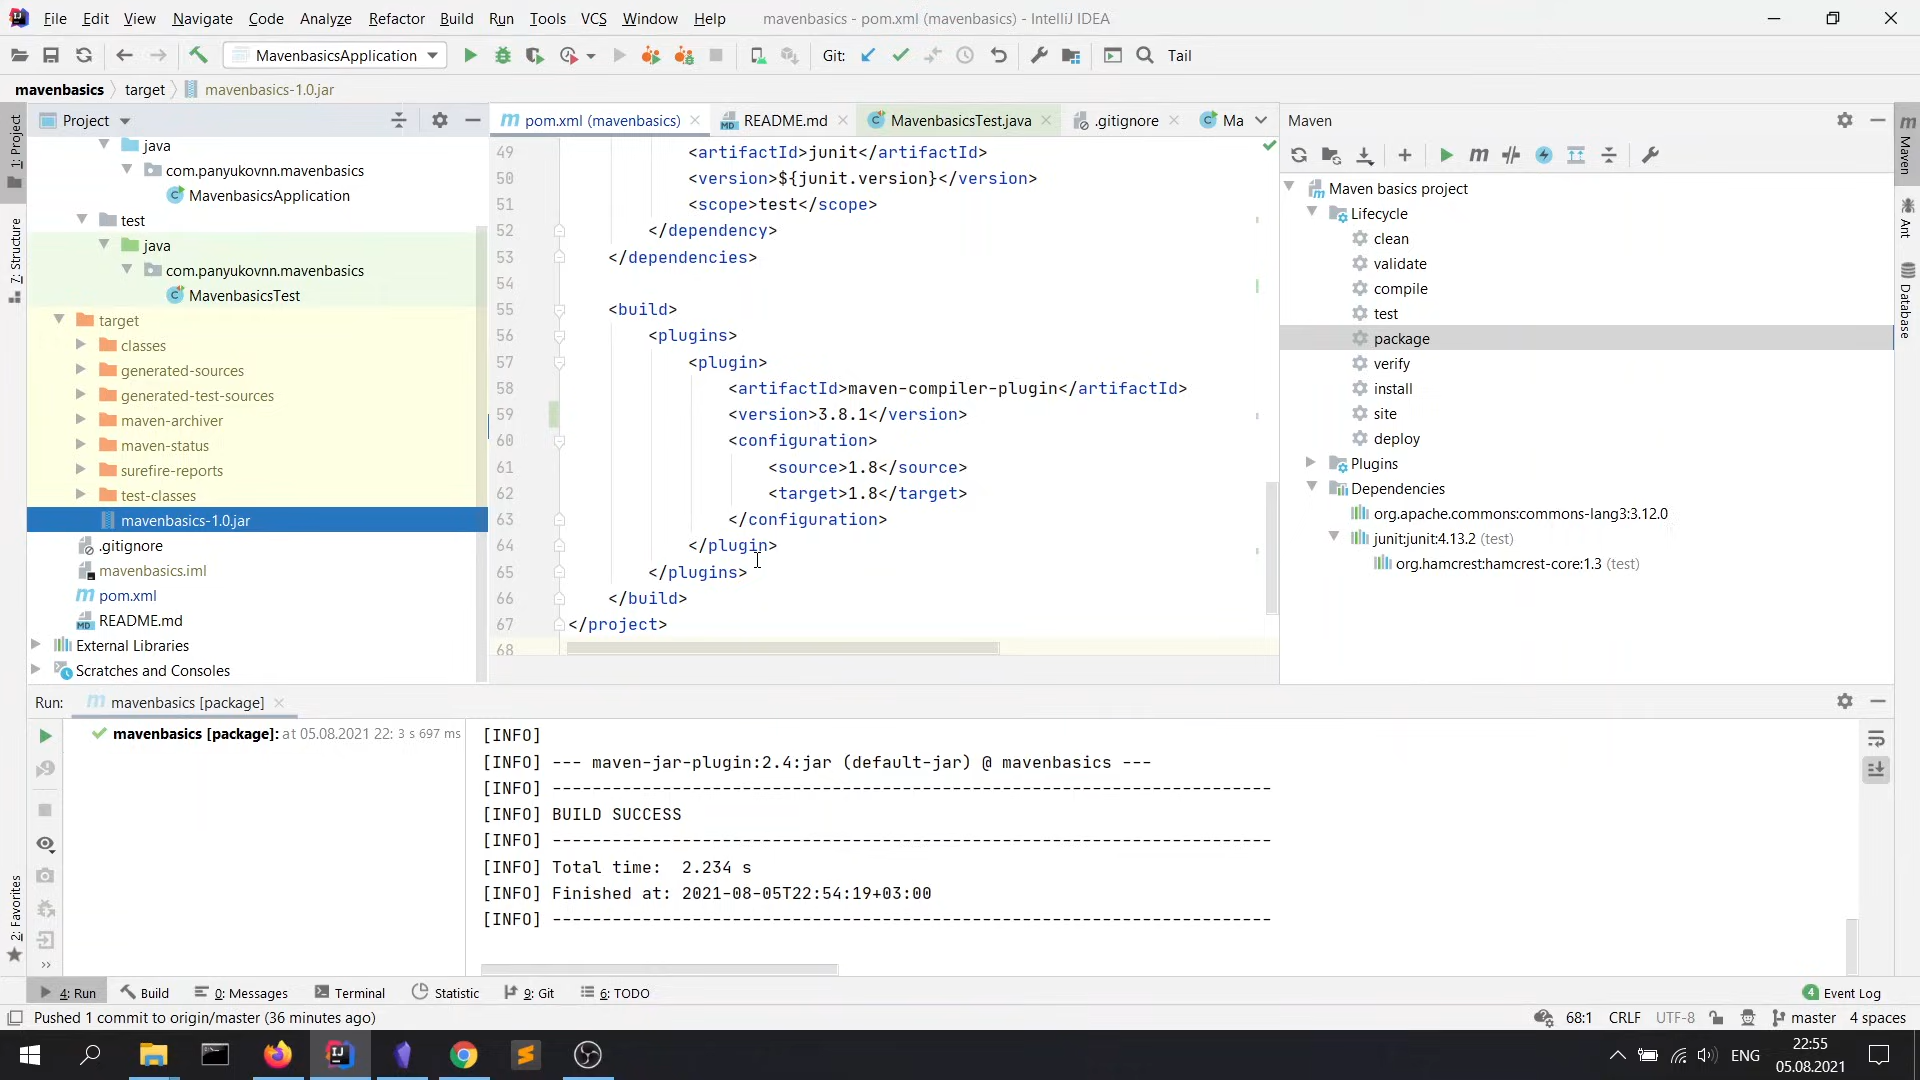 File Edit View Navigate Code Analyze Refactor Build Run Tools VCS Window Help mavenbasics - pom.xml (mavenbasics) - IntelliJ IDEA
MavenbasicsApplication Git: Tail
mavenbasics target mavenbasics-1.0.jar
Project
java
com.panyukovnn.mavenbasics
MavenbasicsApplication
test
java
com.panyukovnn.mavenbasics
MavenbasicsTest
target
classes
generated-sources
generated-test-sources
maven-archiver
maven-status
surefire-reports
test-classes
mavenbasics-1.0.jar
.gitignore
mavenbasics.iml
pom.xml
README.md
External Libraries
Scratches and Consoles
1: Project
7: Structure
2: Favorites
pom.xml (mavenbasics) README.md MavenbasicsTest.java .gitignore Ma
49 <artifactId>junit</artifactId>
50 <version>${junit.version}</version>
51 <scope>test</scope>
52 </dependency>
53 </dependencies>
54
55 <build>
56 <plugins>
57 <plugin>
58 <artifactId>maven-compiler-plugin</artifactId>
59 <version>3.8.1</version>
60 <configuration>
61 <source>1.8</source>
62 <target>1.8</target>
63 </configuration>
64 </plugin>
65 </plugins>
66 </build>
67 </project>
68
Maven
Maven basics project
Lifecycle
clean
validate
compile
test
package
verify
install
site
deploy
Plugins
Dependencies
org.apache.commons:commons-lang3:3.12.0
junit:junit:4.13.2 (test)
org.hamcrest:hamcrest-core:1.3 (test)
Maven
Ant
Database
Run: mavenbasics [package]
mavenbasics [package]: at 05.08.2021 22: 3 s 697 ms
[INFO]
[INFO] --- maven-jar-plugin:2.4:jar (default-jar) @ mavenbasics ---
[INFO] ------------------------------------------------------------------------
[INFO] BUILD SUCCESS
[INFO] ------------------------------------------------------------------------
[INFO] Total time:  2.234 s
[INFO] Finished at: 2021-08-05T22:54:19+03:00
[INFO] ------------------------------------------------------------------------
4: Run Build 0: Messages Terminal Statistic 9: Git 6: TODO 4 Event Log
Pushed 1 commit to origin/master (36 minutes ago) 68:1 CRLF UTF-8 master 4 spaces
ENG 22:55
05.08.2021